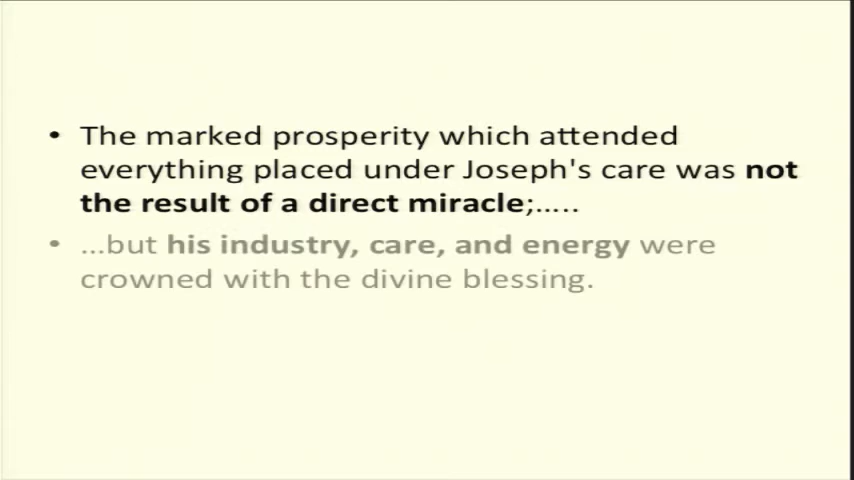 • The marked prosperity which attended
everything placed under Joseph's care was not
the result of a direct miracle;.....
• ...but his industry, care, and energy were
crowned with the divine blessing.